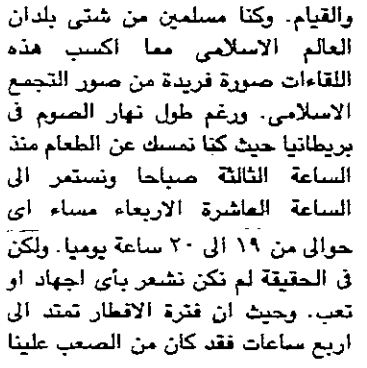 والقيام. وكنا مسلمين من شتى بلدان
العالم الاسلامى مما اكسب هذه
اللقاءات صورة فريدة من صور التجمع
الاسلامى. ورغم طول نهار الصوم فى
بريطانيا حيث كنا نمسك عن الطعام منذ
الساعة الثالثة صباحا ونستمر الى
الساعة العاشرة الاربعاء مساء اى
حوالى من ١٩ الى ٢٠ ساعة يوميا. ولكن
فى الحقيقة لم نكن نشعر بأى اجهاد او
تعب. وحيث ان فترة الافطار تمتد الى
اربع ساعات فقد كان من الصعب علينا